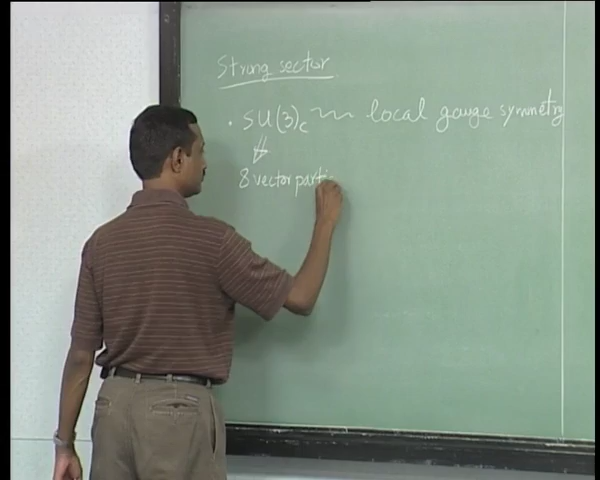 Strong sector
· SU(3)c ~~ local gauge symmetry
⇓
8 vector parti